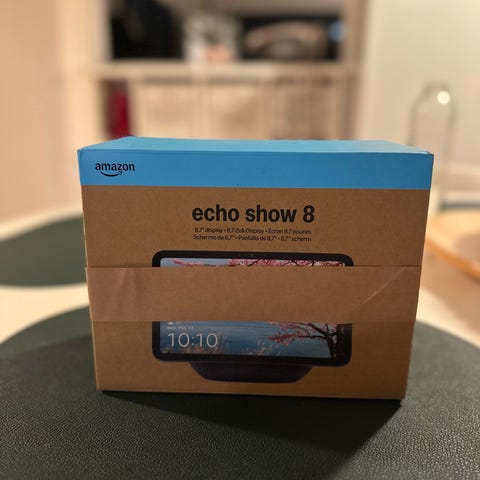 amazon
echo show 8
8.7" display • 8,7-Zoll-Display • Écran 8,7 pouces
Schermo da 8,7" • Pantalla de 8,7" • 8,7" scherm
10:10